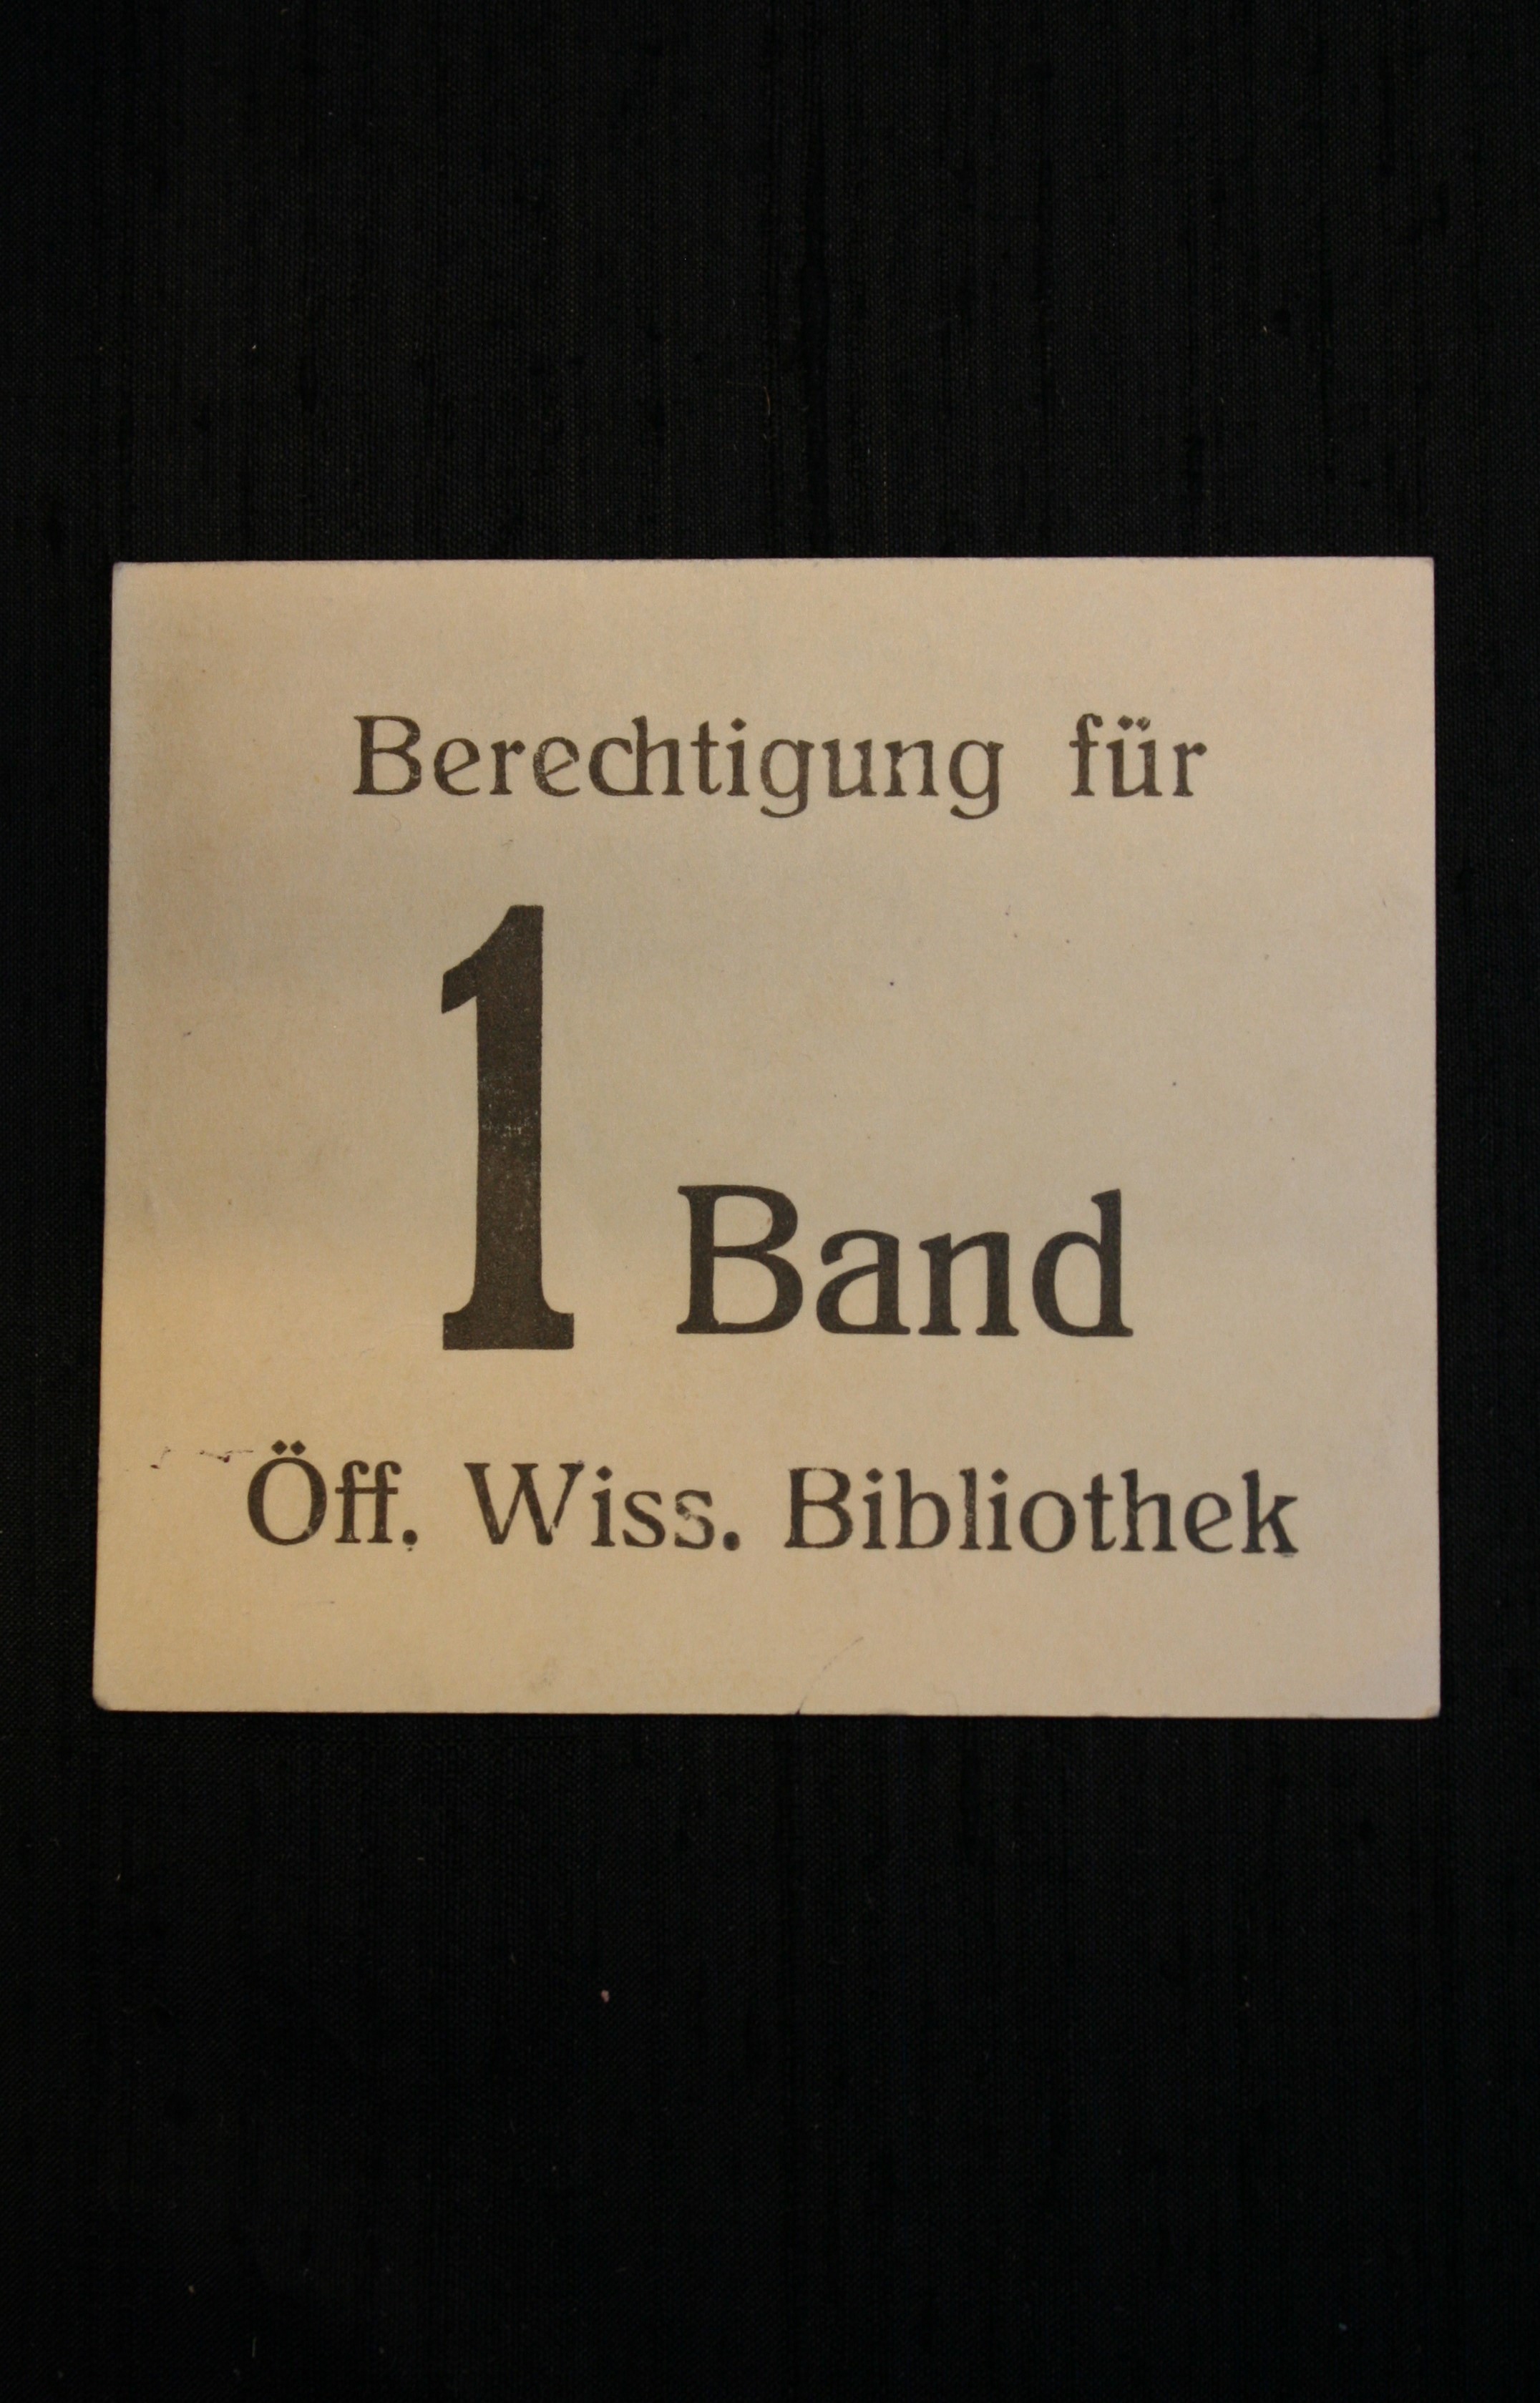 Berechtigung für
1 Band
Öff. Wiss. Bibliothek